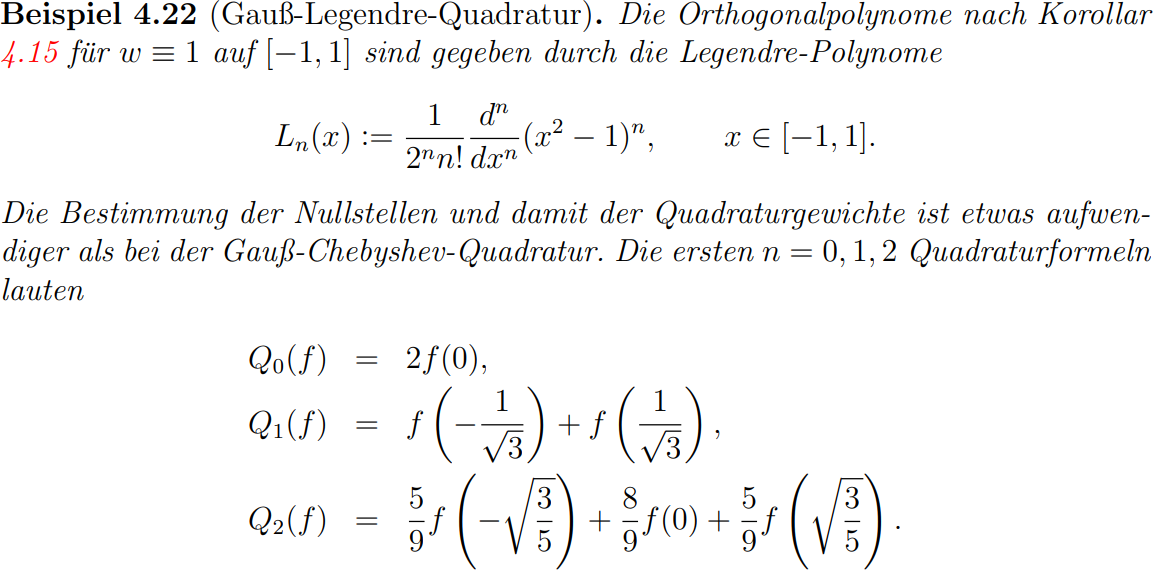 Beispiel 4.22 (Gauß-Legendre-Quadratur). Die Orthogonalpolynome nach Korollar
4.15 für w ≡ 1 auf [−1, 1] sind gegeben durch die Legendre-Polynome
L_n(x) := \frac{1}{2^n n!} \frac{d^n}{dx^n} (x^2 − 1)^n, x ∈ [−1, 1].
Die Bestimmung der Nullstellen und damit der Quadraturgewichte ist etwas aufwen-
diger als bei der Gauß-Chebyshev-Quadratur. Die ersten n = 0, 1, 2 Quadraturformeln
lauten
Q_0(f) = 2f(0),
Q_1(f) = f\left(−\frac{1}{\sqrt{3}}\right) + f\left(\frac{1}{\sqrt{3}}\right),
Q_2(f) = \frac{5}{9}f\left(−\sqrt{\frac{3}{5}}\right) + \frac{8}{9}f(0) + \frac{5}{9}f\left(\sqrt{\frac{3}{5}}\right).